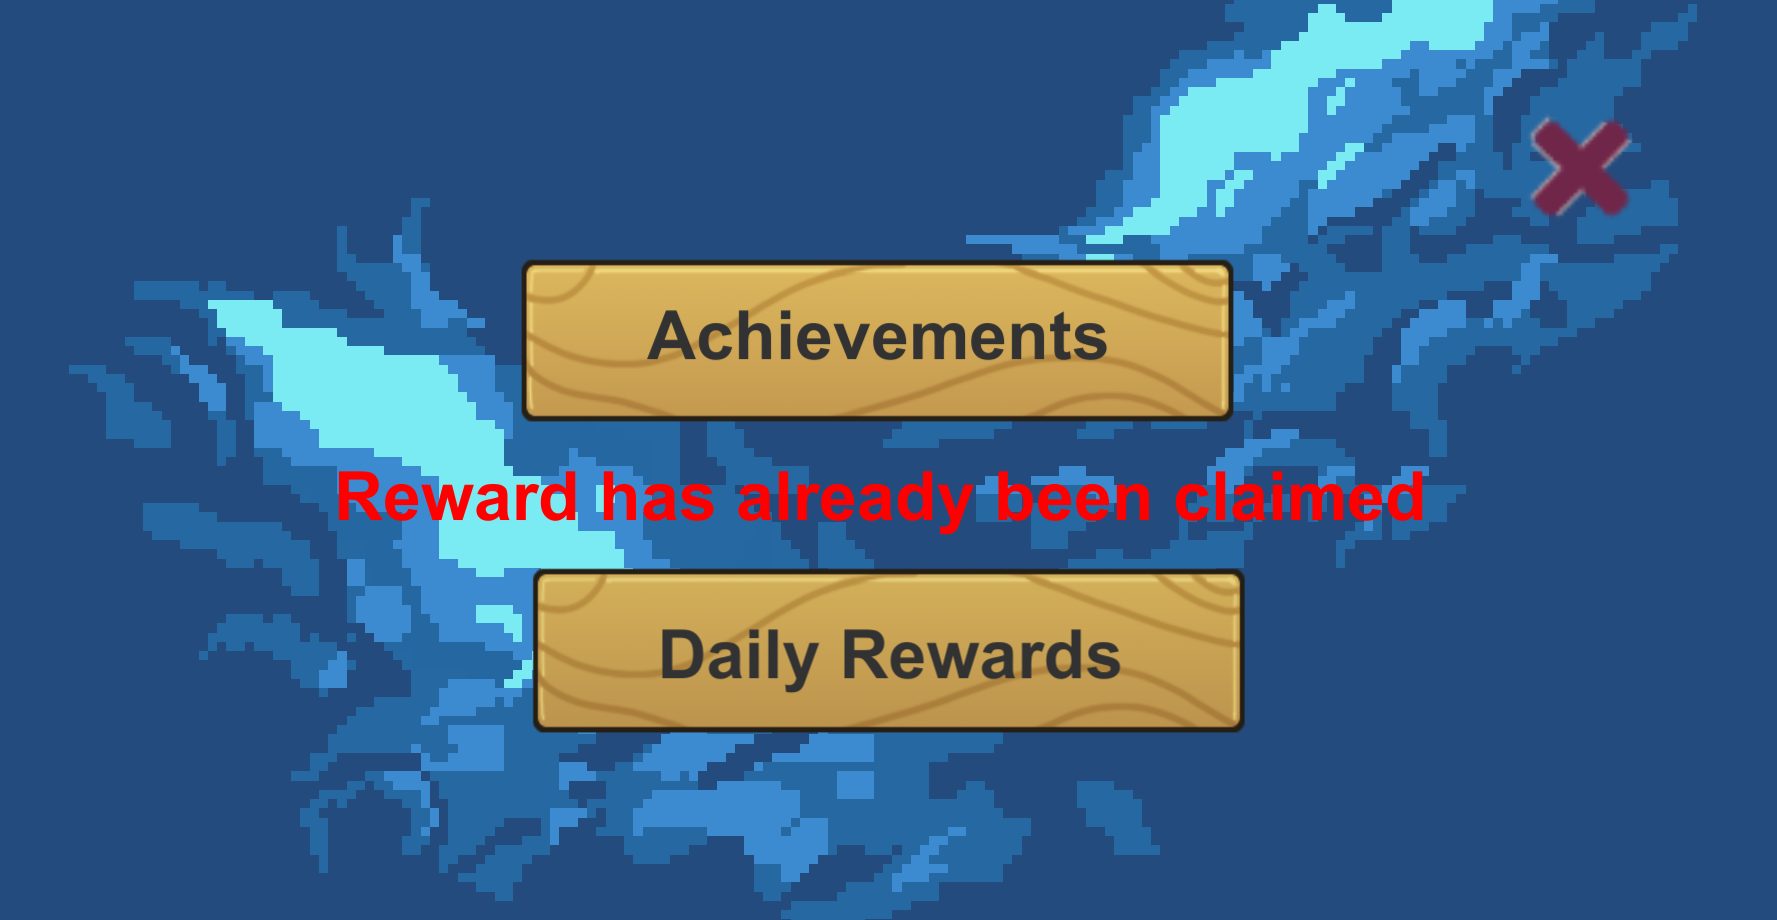 Achievements
Reward has already been claimed
Daily Rewards